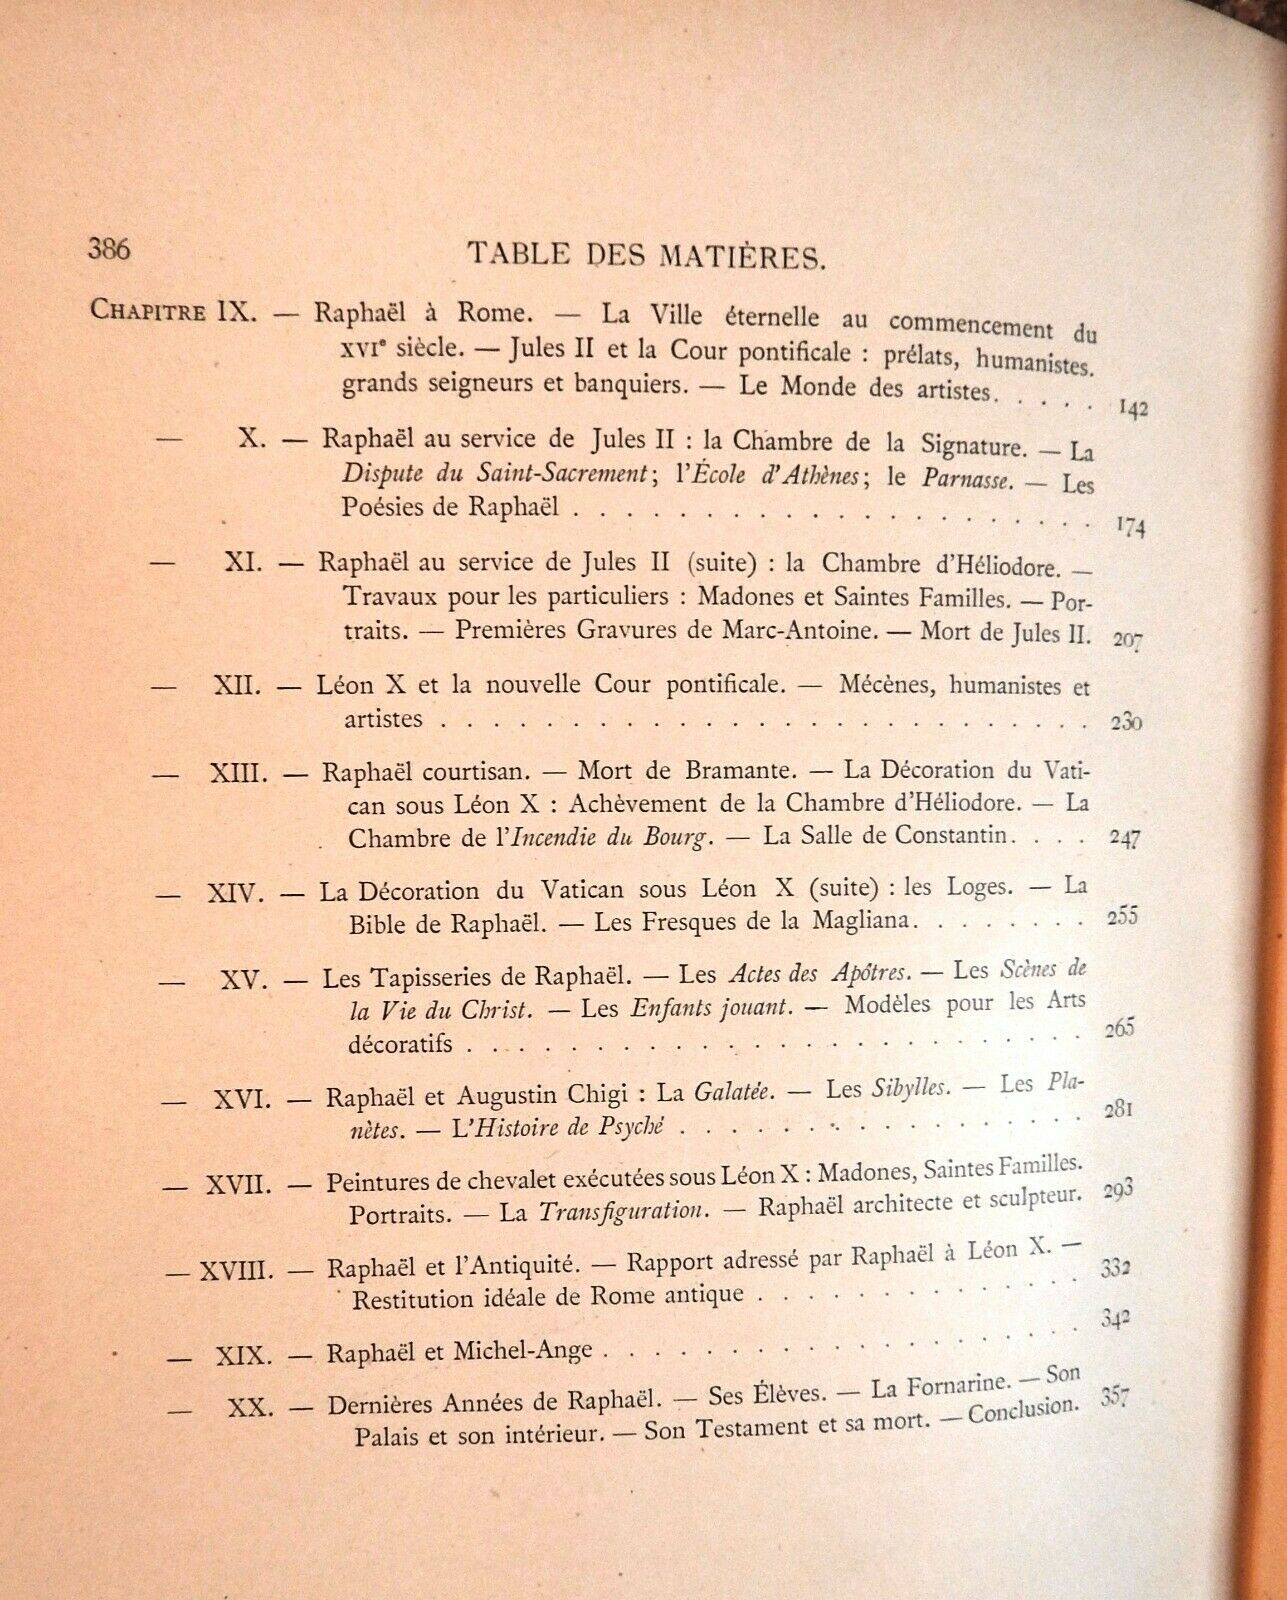 386 TABLE DES MATIÈRES.
CHAPITRE IX. — Raphaël à Rome. — La Ville éternelle au commencement du
XVIe siècle. — Jules II et la Cour pontificale : prélats, humanistes.
grands seigneurs et banquiers. — Le Monde des artistes. . . . . 142
— X. — Raphaël au service de Jules II : la Chambre de la Signature. — La
Dispute du Saint-Sacrement; l'École d'Athènes; le Parnasse. — Les
Poésies de Raphaël . . . . . . . . . . . . . . . . . . . . 174
— XI. — Raphaël au service de Jules II (suite) : la Chambre d'Héliodore. —
Travaux pour les particuliers : Madones et Saintes Familles. — Por-
traits. — Premières Gravures de Marc-Antoine. — Mort de Jules II. 207
— XII. — Léon X et la nouvelle Cour pontificale. — Mécènes, humanistes et
artistes . . . . . . . . . . . . . . . . . . . . . . . . . 230
— XIII. — Raphaël courtisan. — Mort de Bramante. — La Décoration du Vati-
can sous Léon X : Achèvement de la Chambre d'Héliodore. — La
Chambre de l'Incendie du Bourg. — La Salle de Constantin. . . . 247
— XIV. — La Décoration du Vatican sous Léon X (suite) : les Loges. — La
Bible de Raphaël. — Les Fresques de la Magliana. . . . . . . . 255
— XV. — Les Tapisseries de Raphaël. — Les Actes des Apôtres. — Les Scènes de
la Vie du Christ. — Les Enfants jouant. — Modèles pour les Arts
décoratifs . . . . . . . . . . . . . . . . . . . . . . . . 265
— XVI. — Raphaël et Augustin Chigi : La Galatée. — Les Sibylles. — Les Pla-
nètes. — L'Histoire de Psyché . . . . . . . . . . . . . . . . 281
— XVII. — Peintures de chevalet exécutées sous Léon X : Madones, Saintes Familles.
Portraits. — La Transfiguration. — Raphaël architecte et sculpteur. 293
— XVIII. — Raphaël et l'Antiquité. — Rapport adressé par Raphaël à Léon X. —
Restitution idéale de Rome antique . . . . . . . . . . . . . 332
— XIX. — Raphaël et Michel-Ange . . . . . . . . . . . . . . . . . . . 342
— XX. — Dernières Années de Raphaël. — Ses Élèves. — La Fornarine. — Son
Palais et son intérieur. — Son Testament et sa mort. — Conclusion. 357